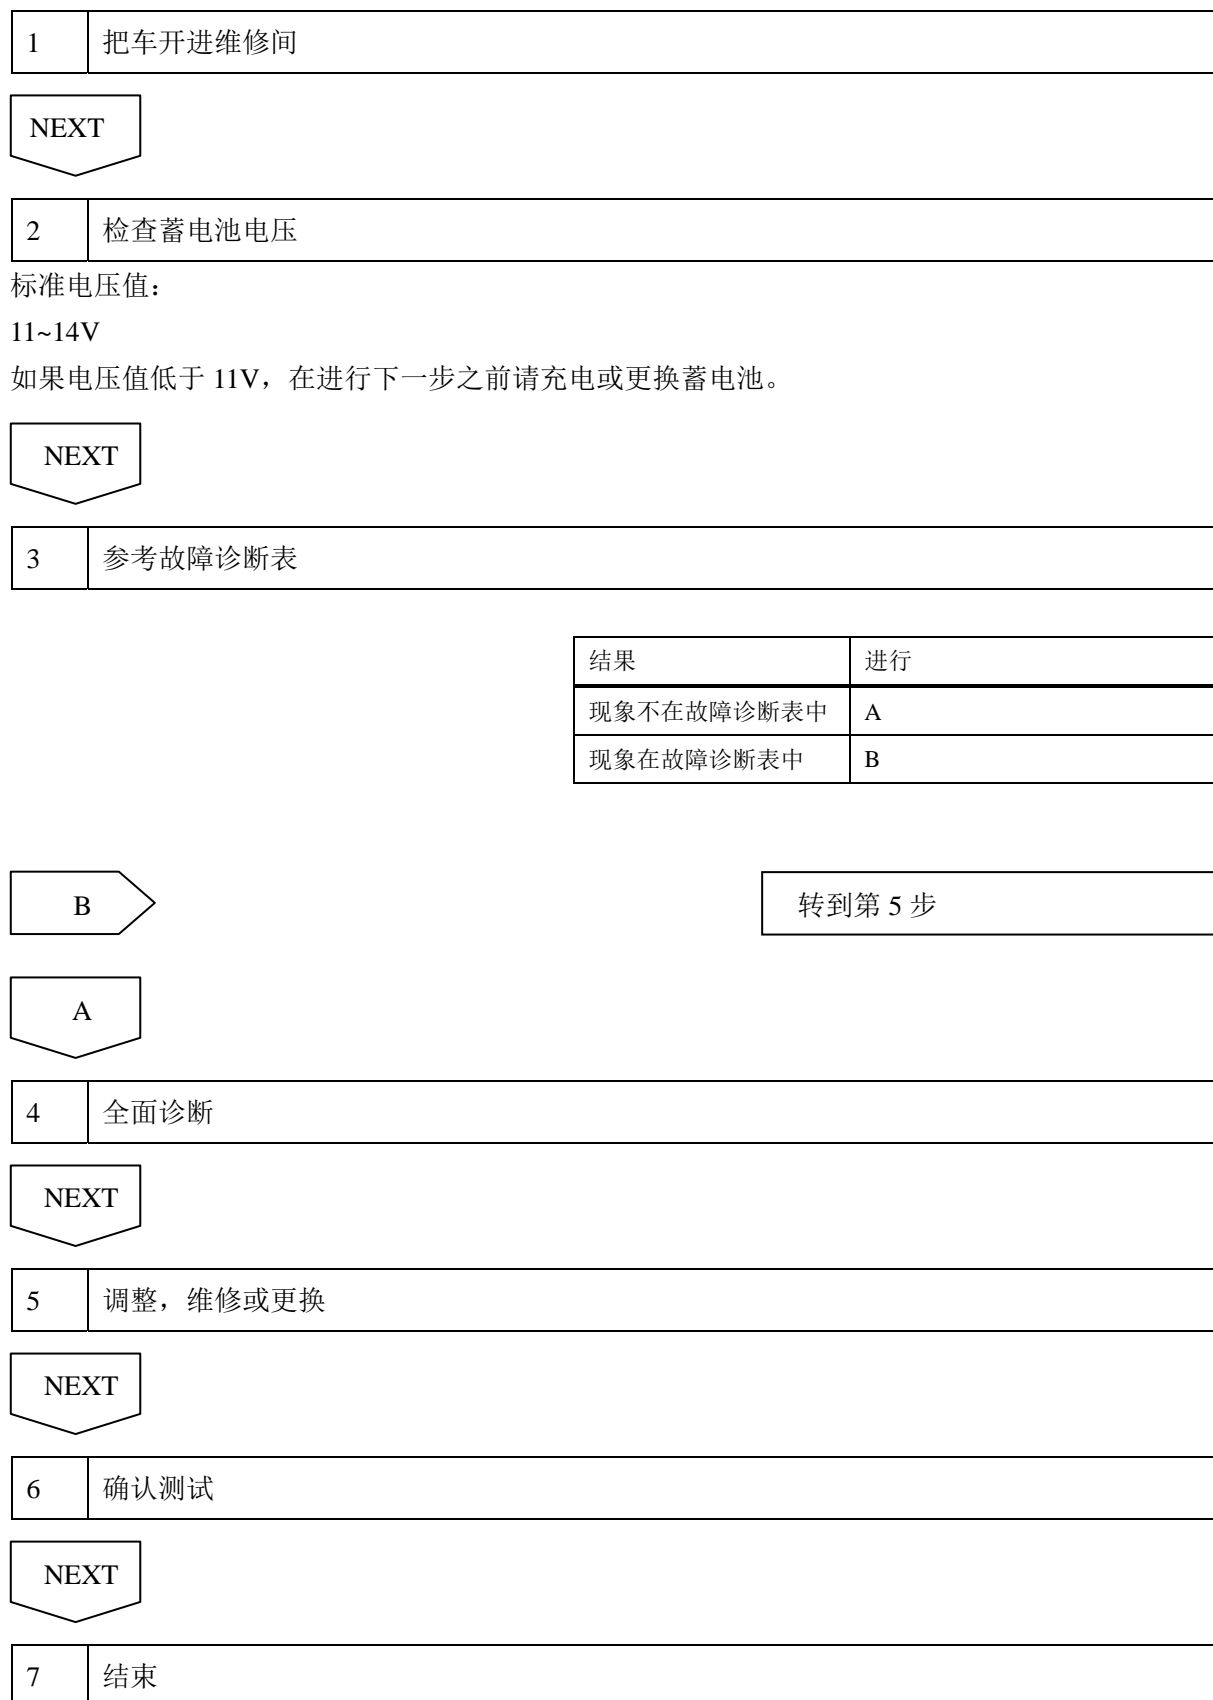 1 把车开进维修间
NEXT
2 检查蓄电池电压
标准电压值：
11~14V
如果电压值低于 11V，在进行下一步之前请充电或更换蓄电池。
NEXT
3 参考故障诊断表
结果 进行
现象不在故障诊断表中 A
现象在故障诊断表中 B
B 转到第 5 步
A
4 全面诊断
NEXT
5 调整，维修或更换
NEXT
6 确认测试
NEXT
7 结束